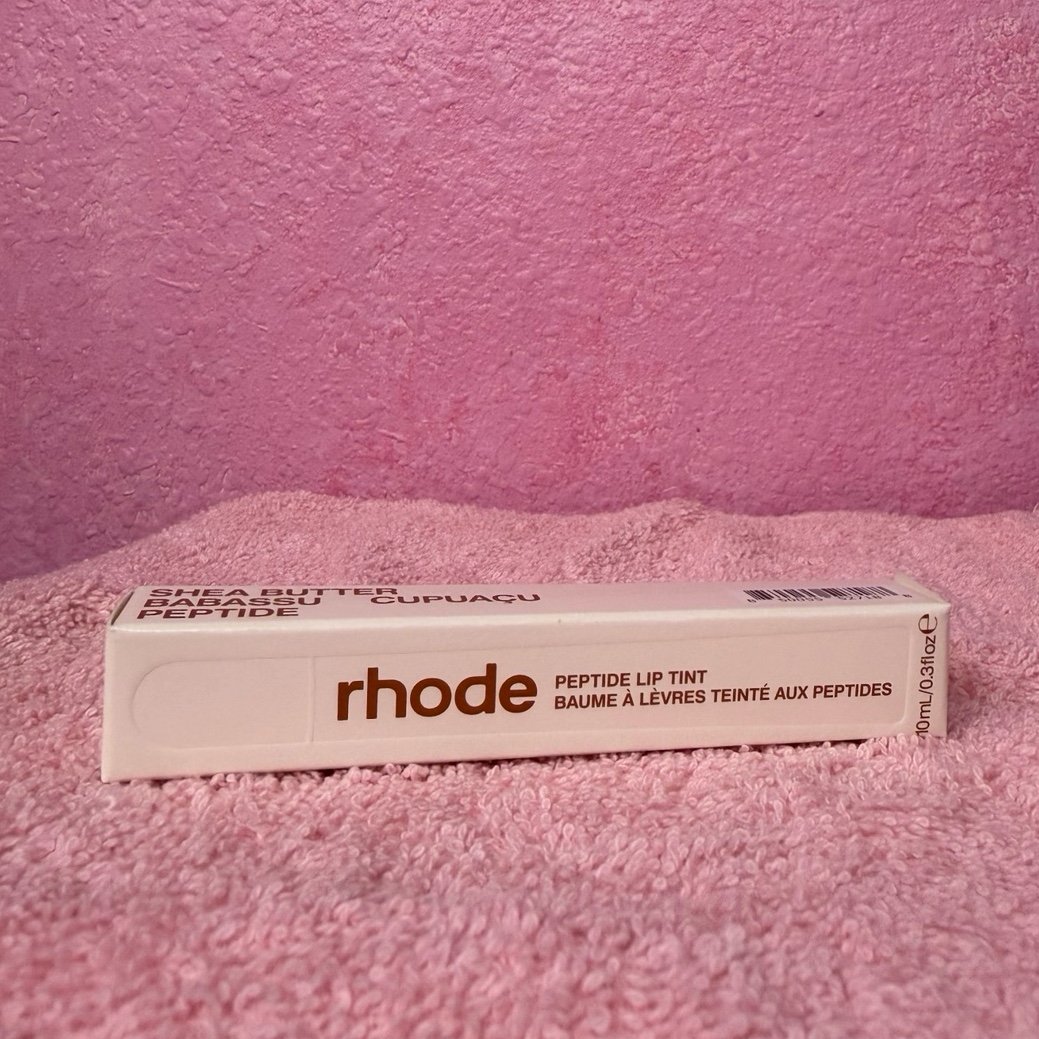 SHEA BUTTER
BABASSU CUPUAÇU
PEPTIDE
rhode
PEPTIDE LIP TINT
BAUME À LÈVRES TEINTÉ AUX PEPTIDES
10mL/0.3fl oz e